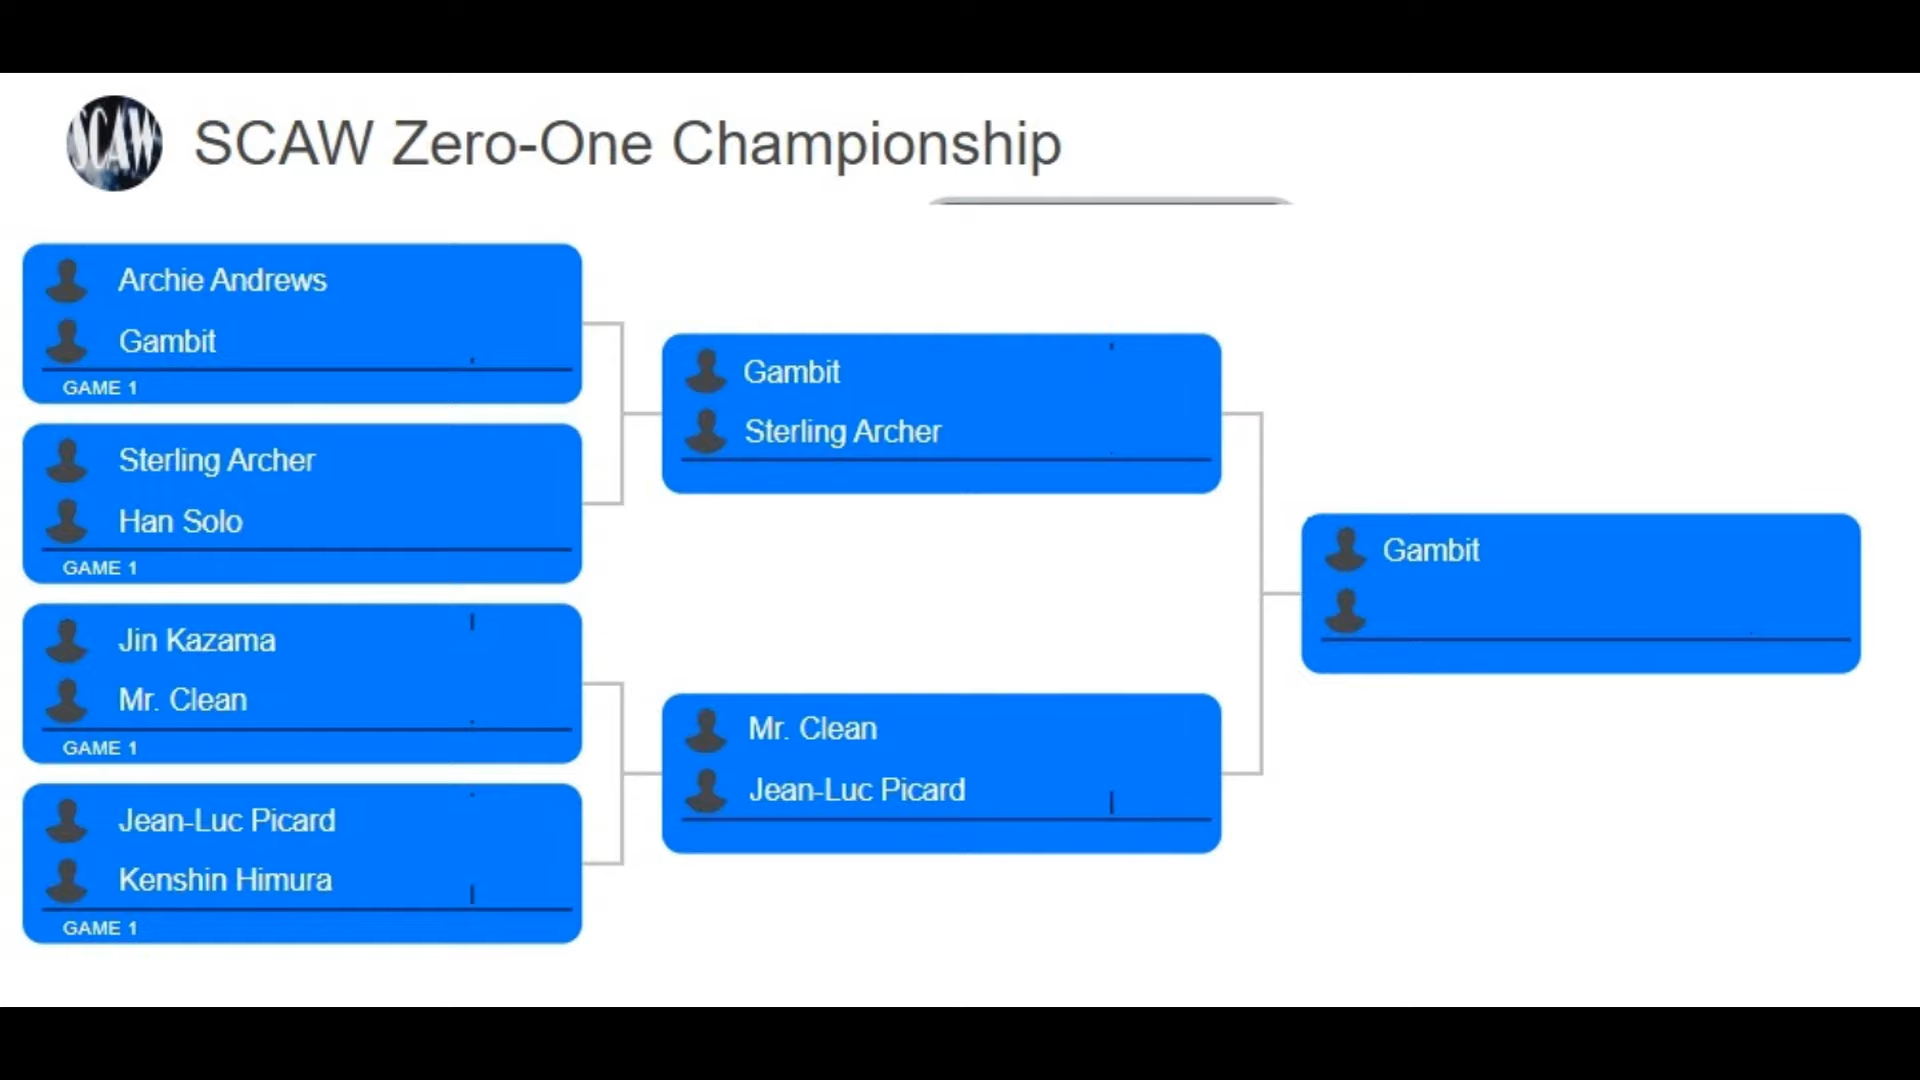 SCAW
SCAW Zero-One Championship
Archie Andrews
Gambit
GAME 1
Sterling Archer
Han Solo
GAME 1
Jin Kazama
Mr. Clean
GAME 1
Jean-Luc Picard
Kenshin Himura
GAME 1
Gambit
Sterling Archer
Mr. Clean
Jean-Luc Picard
Gambit